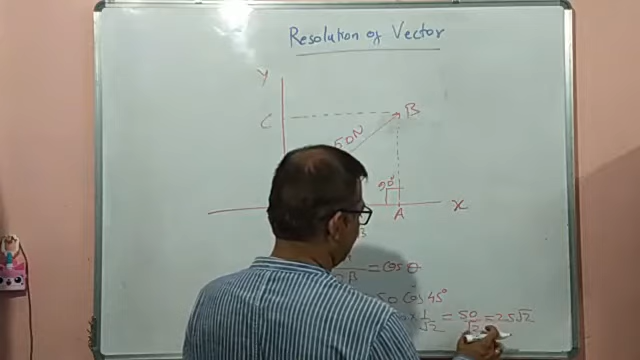 Resolution of Vector
Y
C
B
50N
90°
A
X
= Cos θ
50 Cos 45°
x 1/√2 = 50/√2 = 25√2